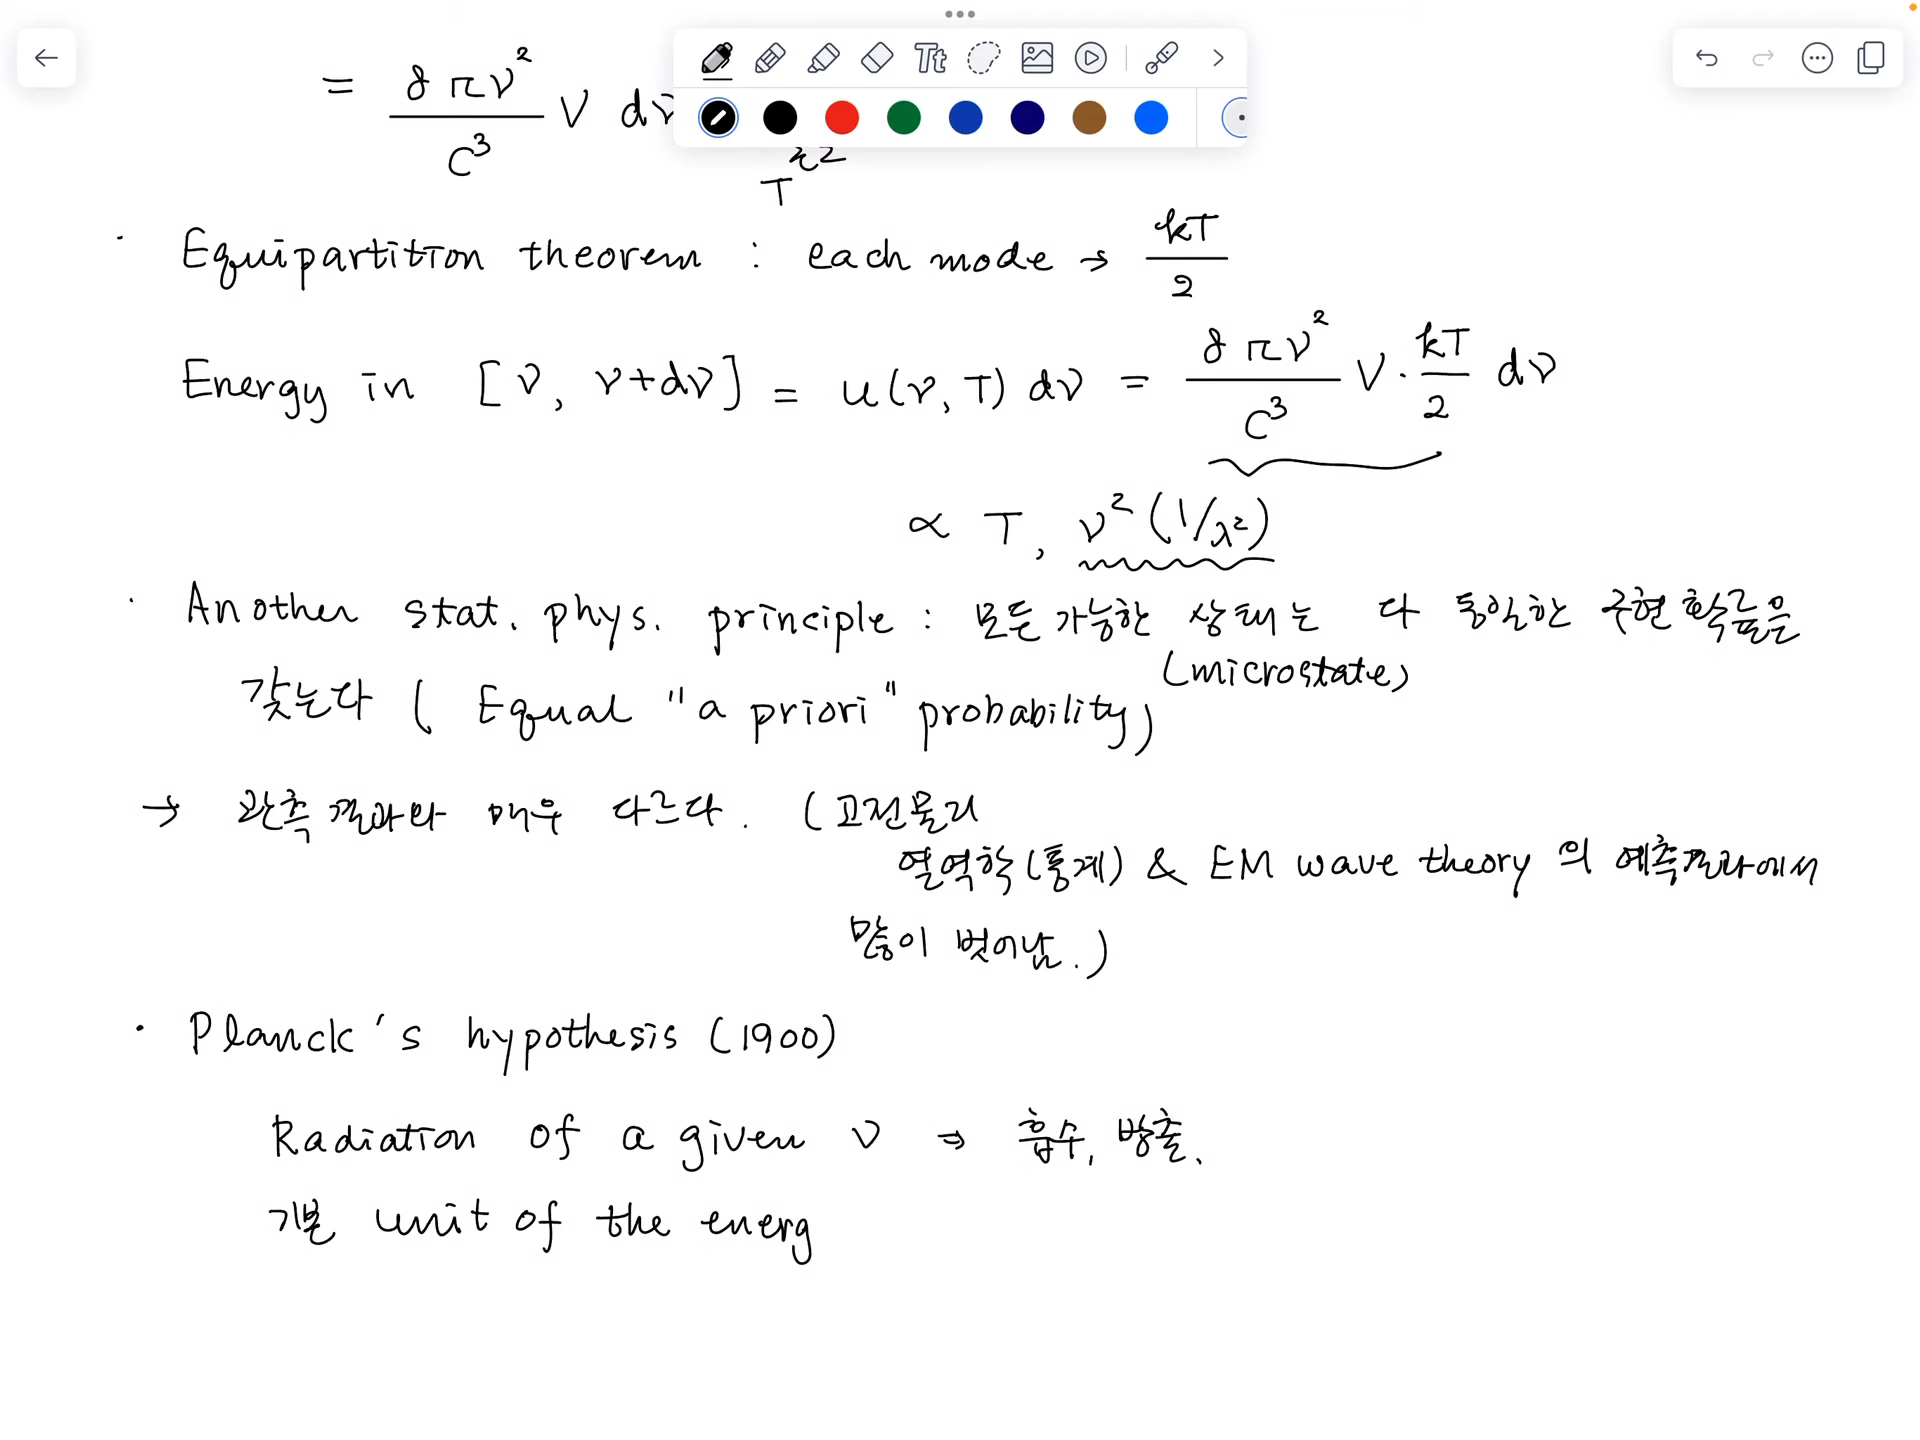 = 8πν² / c³ V dν
T
· Equipartition theorem : each mode → kT/2
Energy in [ν, ν+dν] = u(ν, T) dν = 8πν²/c³ V · kT/2 dν
∝ T, ν² (1/λ²)
· Another stat. phys. principle : 모든 가능한 상태는 다 동일한 구현 확률을
(microstate)
갖는다 ( Equal "a priori" probability)
→ 관측 결과와 매우 다르다. (고전물리
열역학(통계) & EM wave theory 의 예측결과에서
많이 벗어남.)
· Planck's hypothesis (1900)
Radiation of a given ν ⇒ 흡수, 방출.
기본 unit of the energ